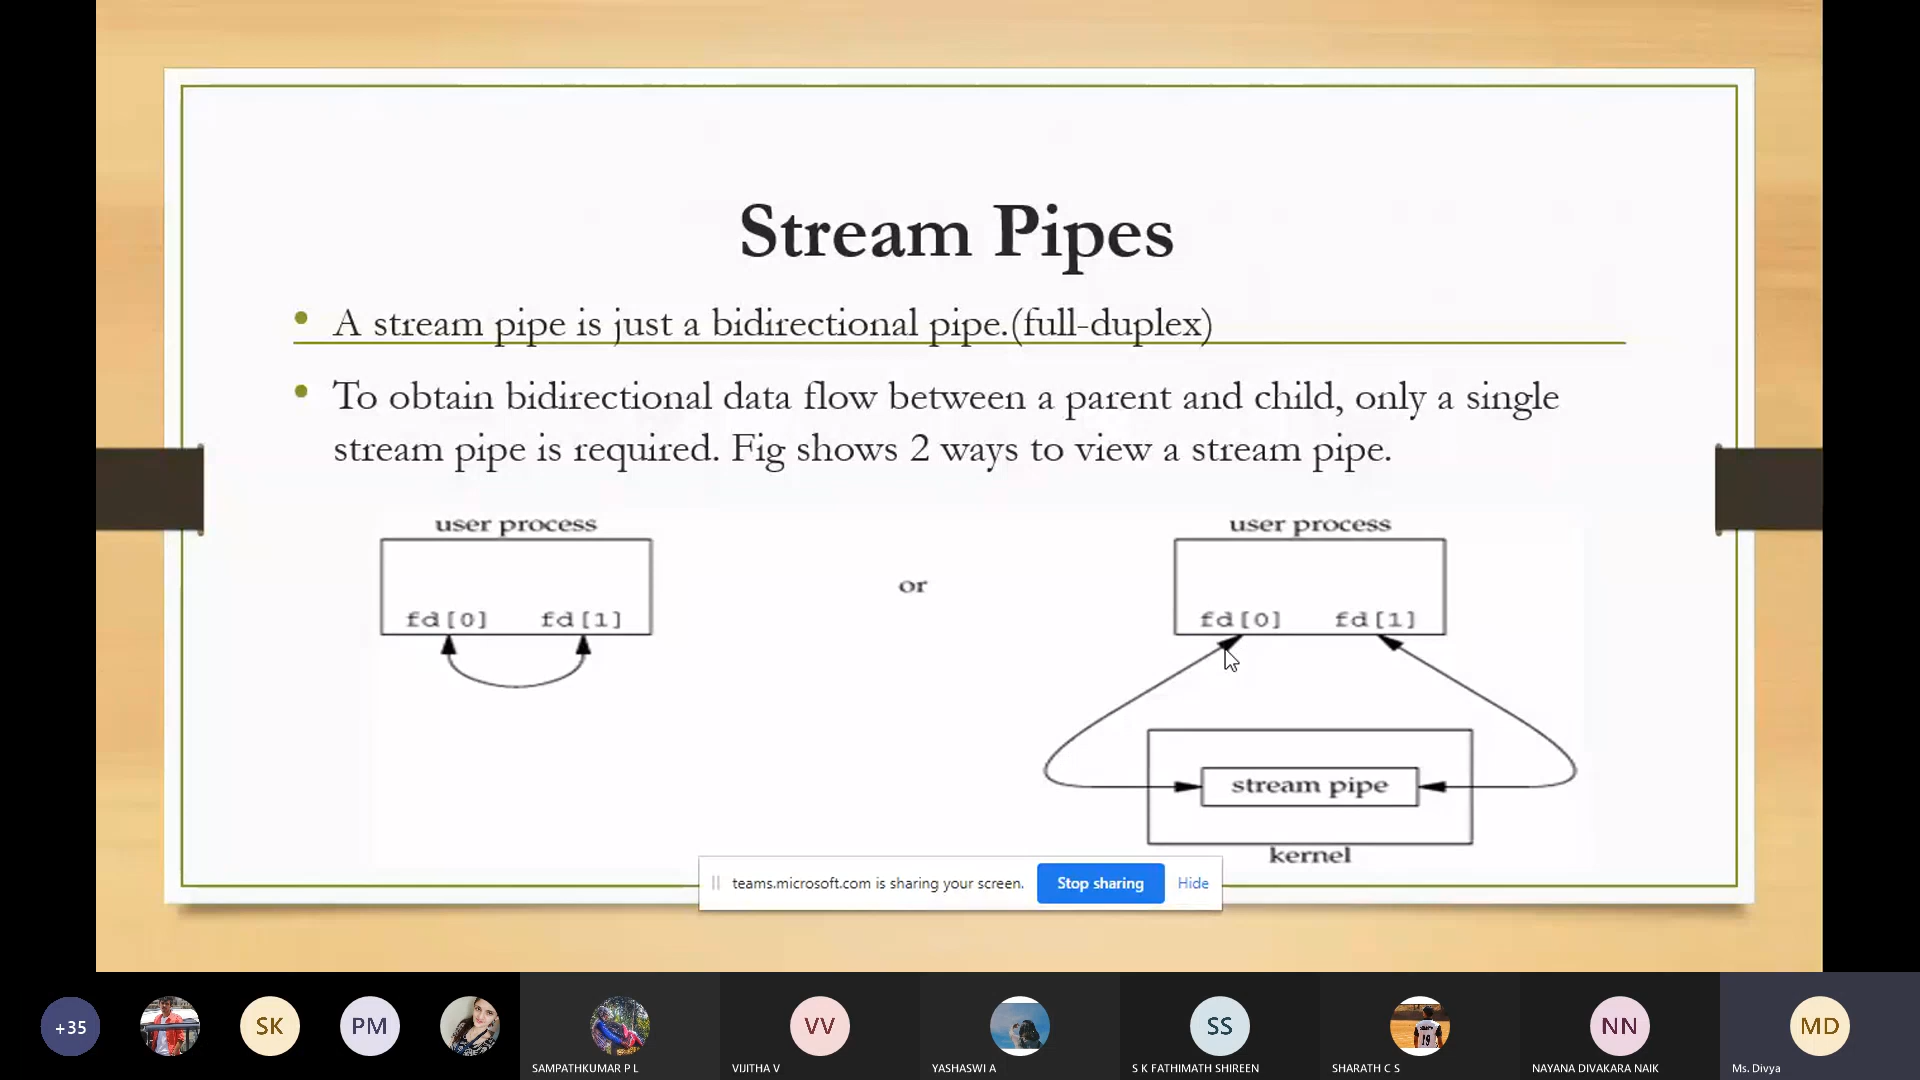 Stream Pipes
• A stream pipe is just a bidirectional pipe.(full-duplex)
• To obtain bidirectional data flow between a parent and child, only a single
stream pipe is required. Fig shows 2 ways to view a stream pipe.
user process
fd[0] fd[1]
or
user process
fd[0] fd[1]
stream pipe
kernel
teams.microsoft.com is sharing your screen. Stop sharing Hide
+35 SK PM VV SS NN MD
SAMPATHKUMAR P L VIJITHA V YASHASWI A S K FATHIMATH SHIREEN SHARATH C S NAYANA DIVAKARA NAIK Ms. Divya
19